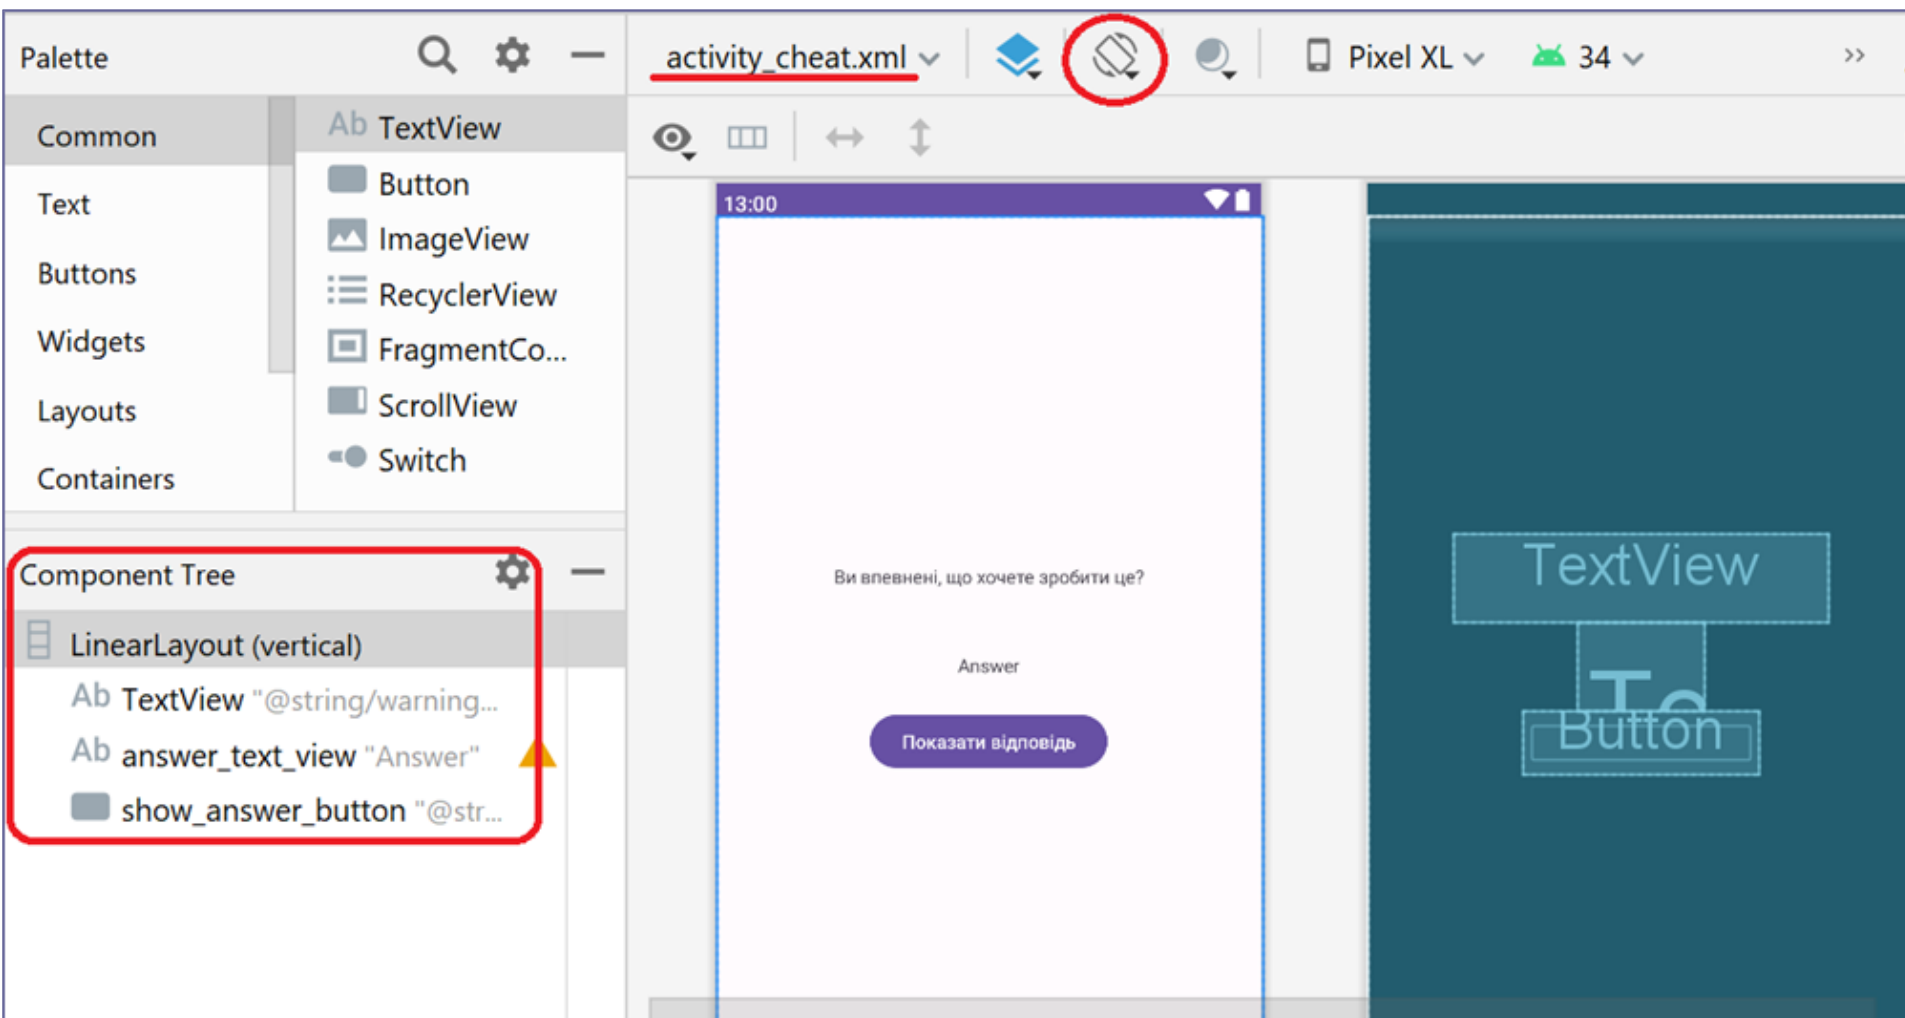 Palette
activity_cheat.xml
Pixel XL
34
Common
Text
Buttons
Widgets
Layouts
Containers
Ab TextView
Button
ImageView
RecyclerView
FragmentCo...
ScrollView
Switch
Component Tree
LinearLayout (vertical)
Ab TextView "@string/warning...
Ab answer_text_view "Answer"
show_answer_button "@str...
13:00
Ви впевнені, що хочете зробити це?
Answer
Показати відповідь
TextView
Te
Button